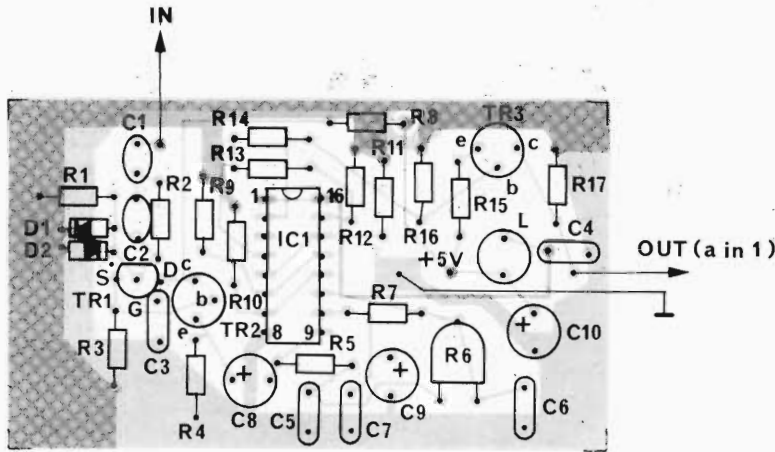 IN
C1
R14
R8
TR3
R13
R11
e
c
R1
R2
R9
1
16
b
R17
D1
IC1
R12
R16
R15
L
C4
D2
C2
+5V
OUT (a in 1)
S
D
c
R10
R7
G
b
TR1
e
TR2
8
9
+
C10
R3
C3
R5
R6
+
+
R4
C8
C5
C7
C9
C6